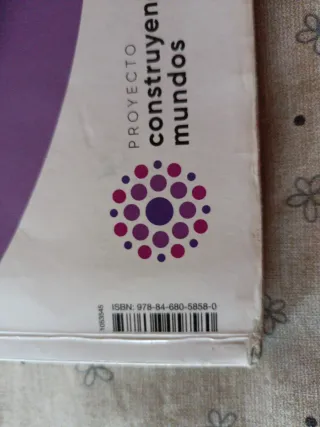 PROYECTO
construyen
mundos
ISBN: 978-84-680-5858-0